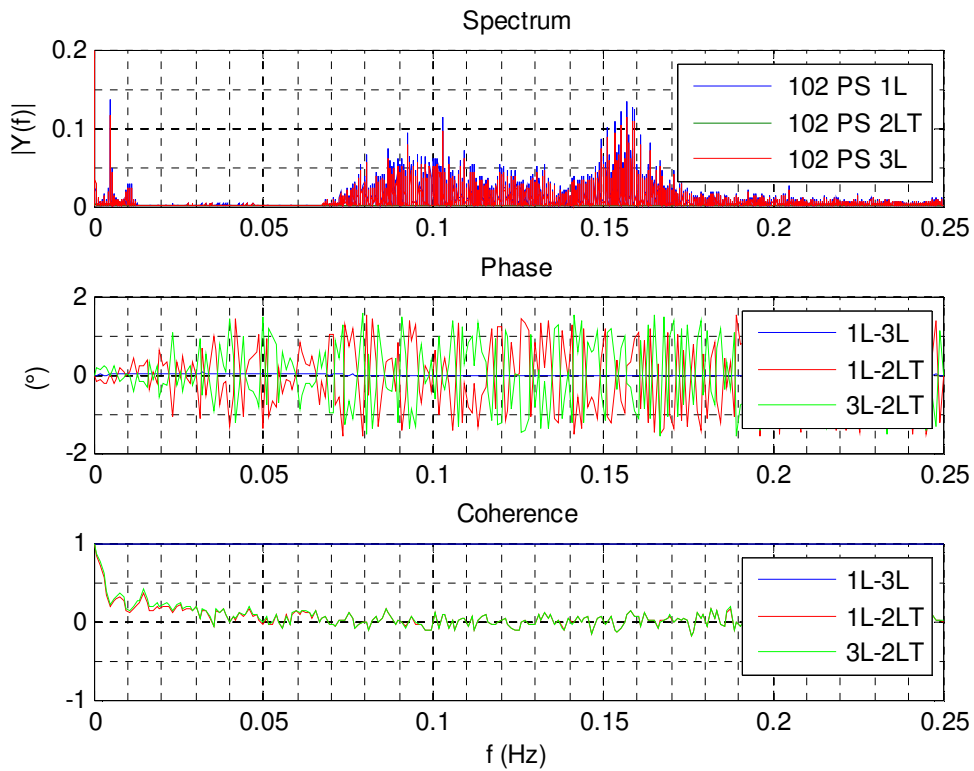 Spectrum
|Y(f)|
0.2
0.1
0
0 0.05 0.1 0.15 0.2 0.25
102 PS 1L
102 PS 2LT
102 PS 3L
Phase
(°)
2
0
-2
0 0.05 0.1 0.15 0.2 0.25
1L-3L
1L-2LT
3L-2LT
Coherence
1
0
-1
0 0.05 0.1 0.15 0.2 0.25
1L-3L
1L-2LT
3L-2LT
f (Hz)